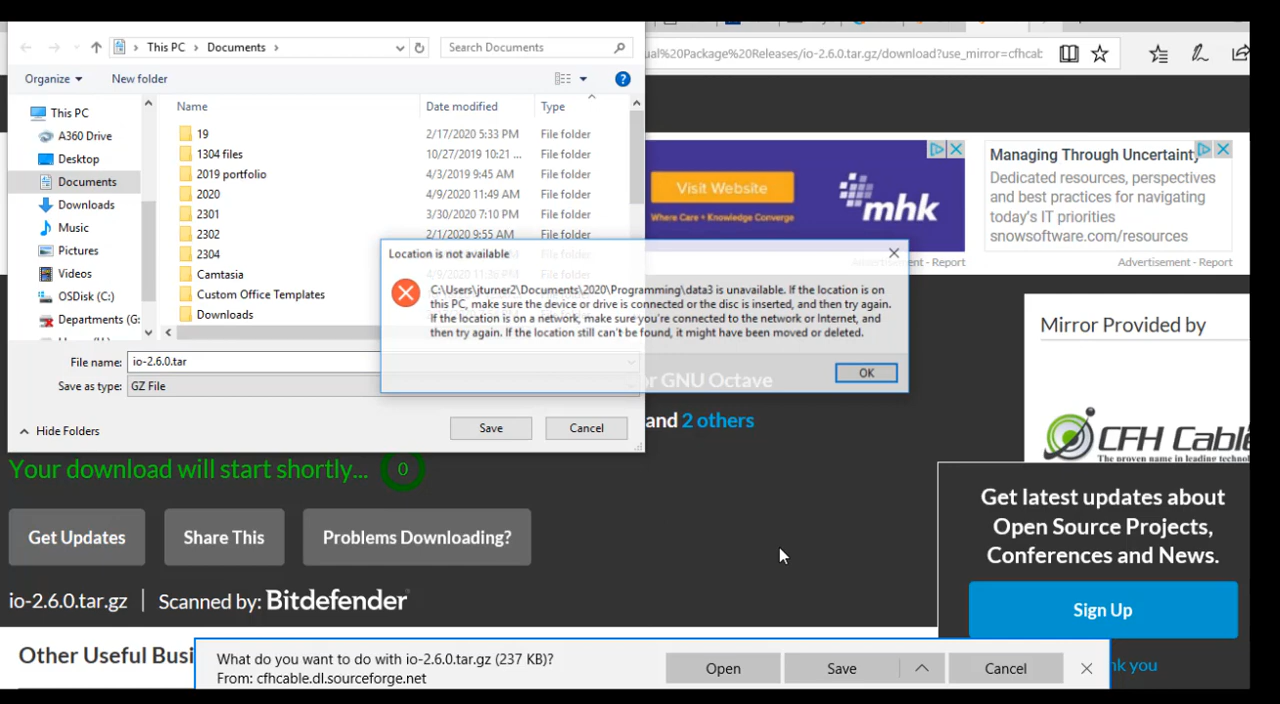 This PC > Documents >
Search Documents
ual%20Package%20Releases/io-2.6.0.tar.gz/download?use_mirror=cfhcab
Organize
New folder
?
Name
Date modified
Type
This PC
A360 Drive
Desktop
Documents
Downloads
Music
Pictures
Videos
OSDisk (C:)
Departments (G:
19 2/17/2020 5:33 PM File folder
1304 files 10/27/2019 10:21 ... File folder
2019 portfolio 4/3/2019 9:45 AM File folder
2020 4/9/2020 11:49 AM File folder
2301 3/30/2020 7:10 PM File folder
2302 2/1/2020 9:55 AM File folder
2304
Camtasia
Custom Office Templates
Downloads
File name: io-2.6.0.tar
Save as type: GZ File
Hide Folders
Save
Cancel
Location is not available
C:\Users\jturner2\Documents\2020\Programming\data3 is unavailable. If the location is on
this PC, make sure the device or drive is connected or the disc is inserted, and then try again.
If the location is on a network, make sure you're connected to the network or Internet, and
then try again. If the location still can't be found, it might have been moved or deleted.
OK
Visit Website
Where Care + Knowledge Converge
mhk
Advertisement - Report
Managing Through Uncertainty
Dedicated resources, perspectives
and best practices for navigating
today's IT priorities
snowsoftware.com/resources
Advertisement - Report
or GNU Octave
and 2 others
Mirror Provided by
CFH Cable
The proven name in leading technol
Your download will start shortly... 0
Get Updates
Share This
Problems Downloading?
io-2.6.0.tar.gz | Scanned by: Bitdefender
Get latest updates about
Open Source Projects,
Conferences and News.
Sign Up
nk you
Other Useful Busi
What do you want to do with io-2.6.0.tar.gz (237 KB)?
From: cfhcable.dl.sourceforge.net
Open
Save
Cancel